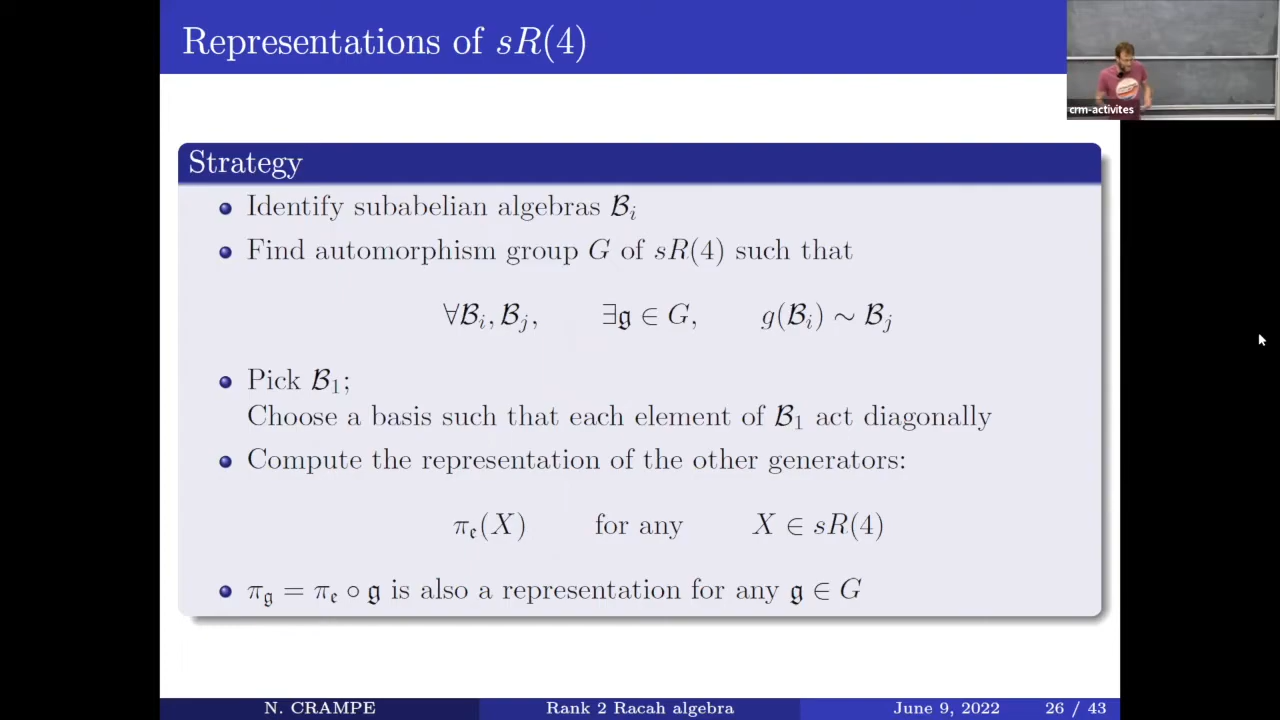 Representations of sR(4)
crm-activites
Strategy
Identify subabelian algebras ℬᵢ
Find automorphism group G of sR(4) such that
∀ℬᵢ, ℬⱼ, ∃𝔤 ∈ G, g(ℬᵢ) ∼ ℬⱼ
Pick ℬ₁;
Choose a basis such that each element of ℬ₁ act diagonally
Compute the representation of the other generators:
π_𝔢(X) for any X ∈ sR(4)
π_𝔤 = π_𝔢 ∘ 𝔤 is also a representation for any 𝔤 ∈ G
N. CRAMPE Rank 2 Racah algebra June 9, 2022 26 / 43